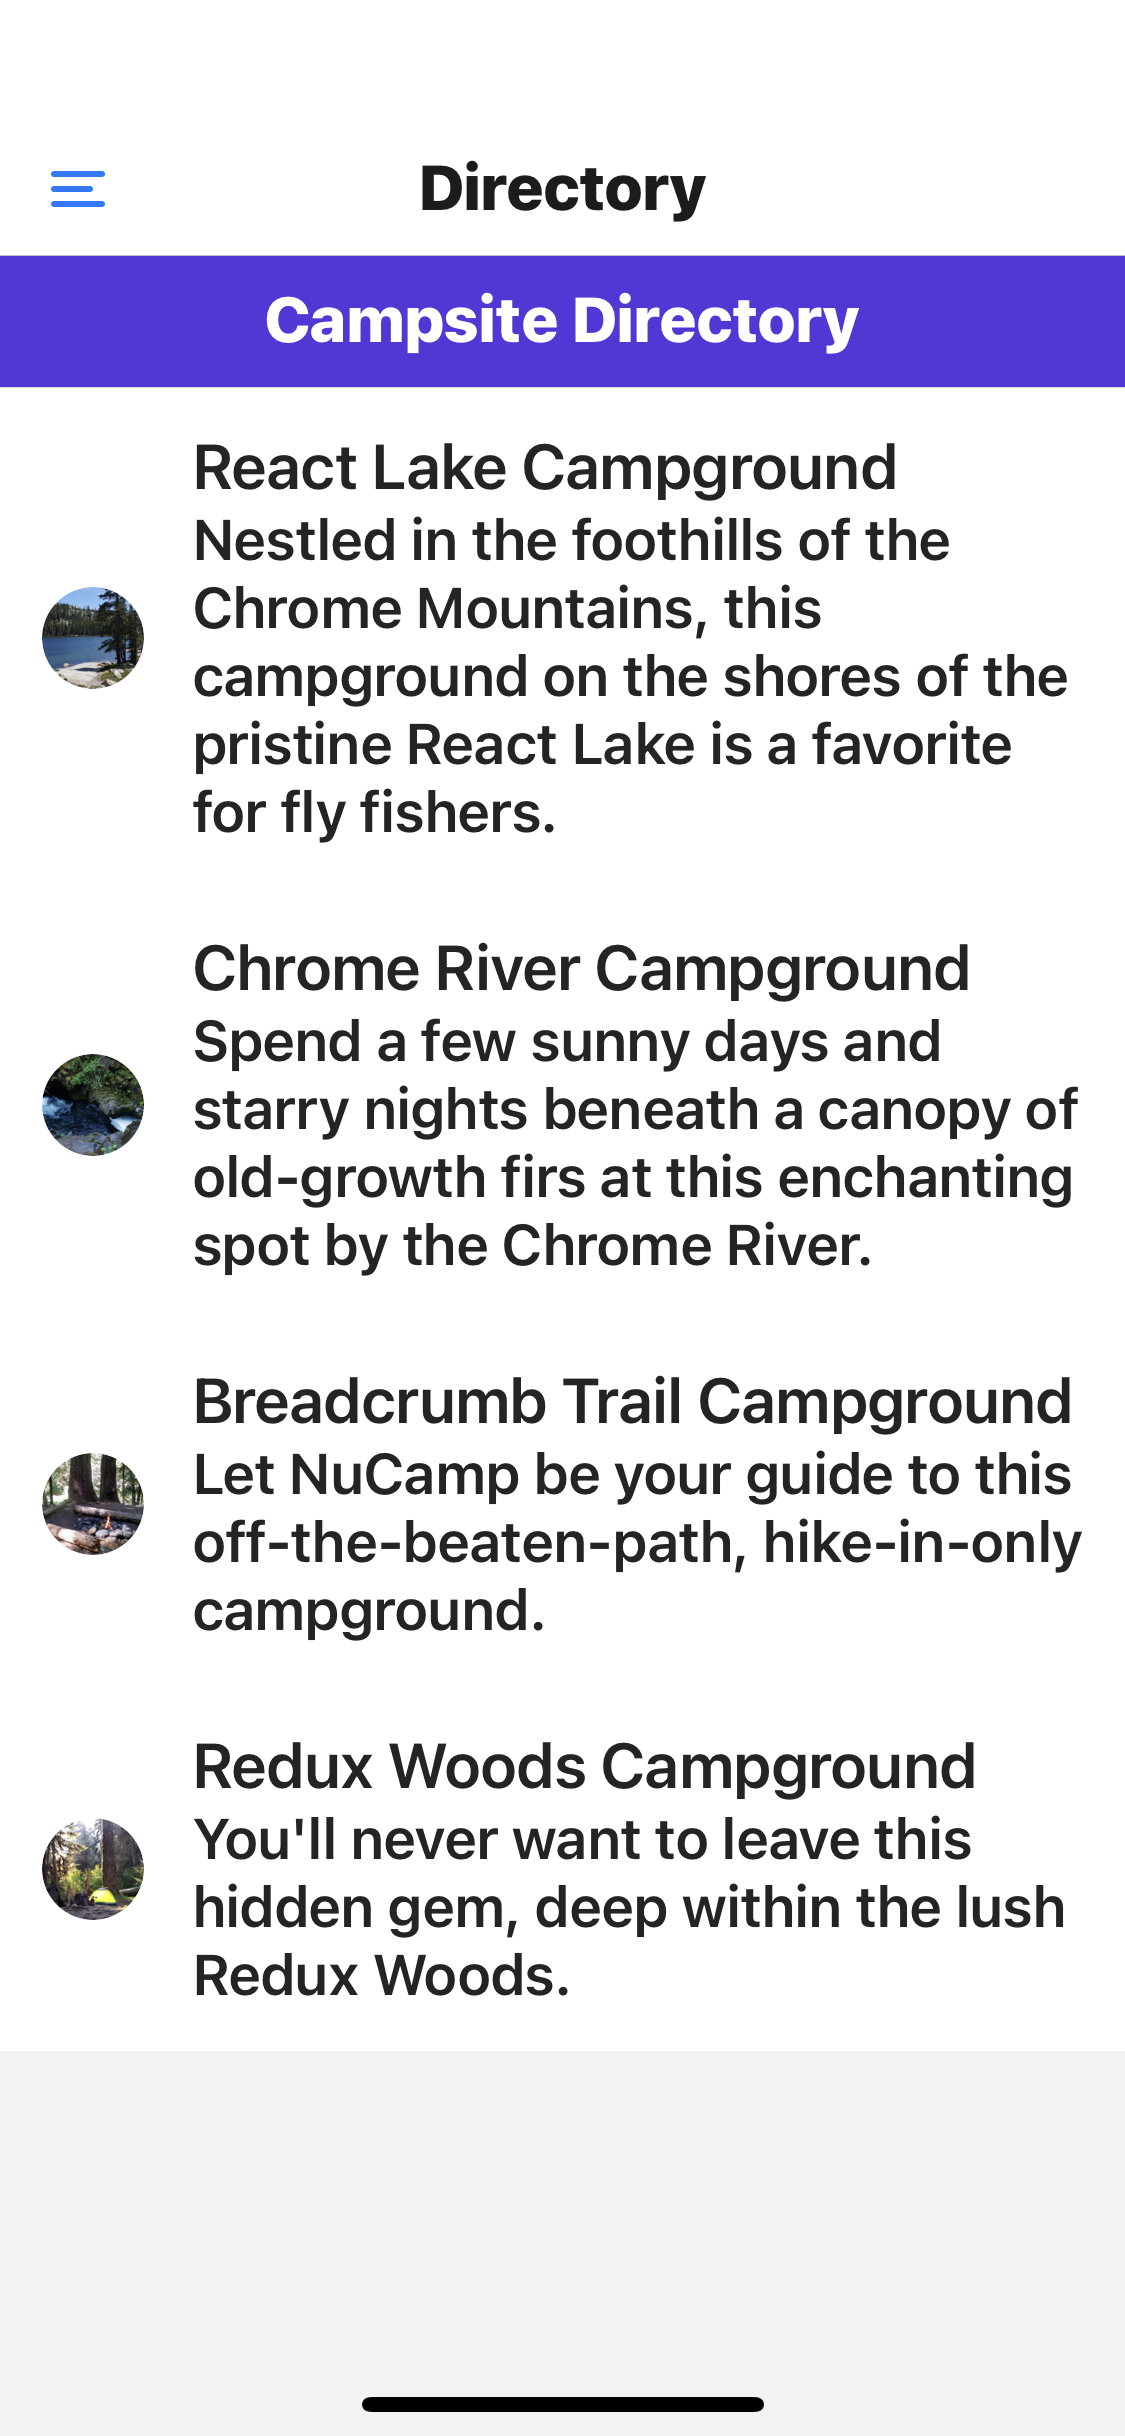 Directory
Campsite Directory
React Lake Campground
Nestled in the foothills of the
Chrome Mountains, this
campground on the shores of the
pristine React Lake is a favorite
for fly fishers.
Chrome River Campground
Spend a few sunny days and
starry nights beneath a canopy of
old-growth firs at this enchanting
spot by the Chrome River.
Breadcrumb Trail Campground
Let NuCamp be your guide to this
off-the-beaten-path, hike-in-only
campground.
Redux Woods Campground
You'll never want to leave this
hidden gem, deep within the lush
Redux Woods.